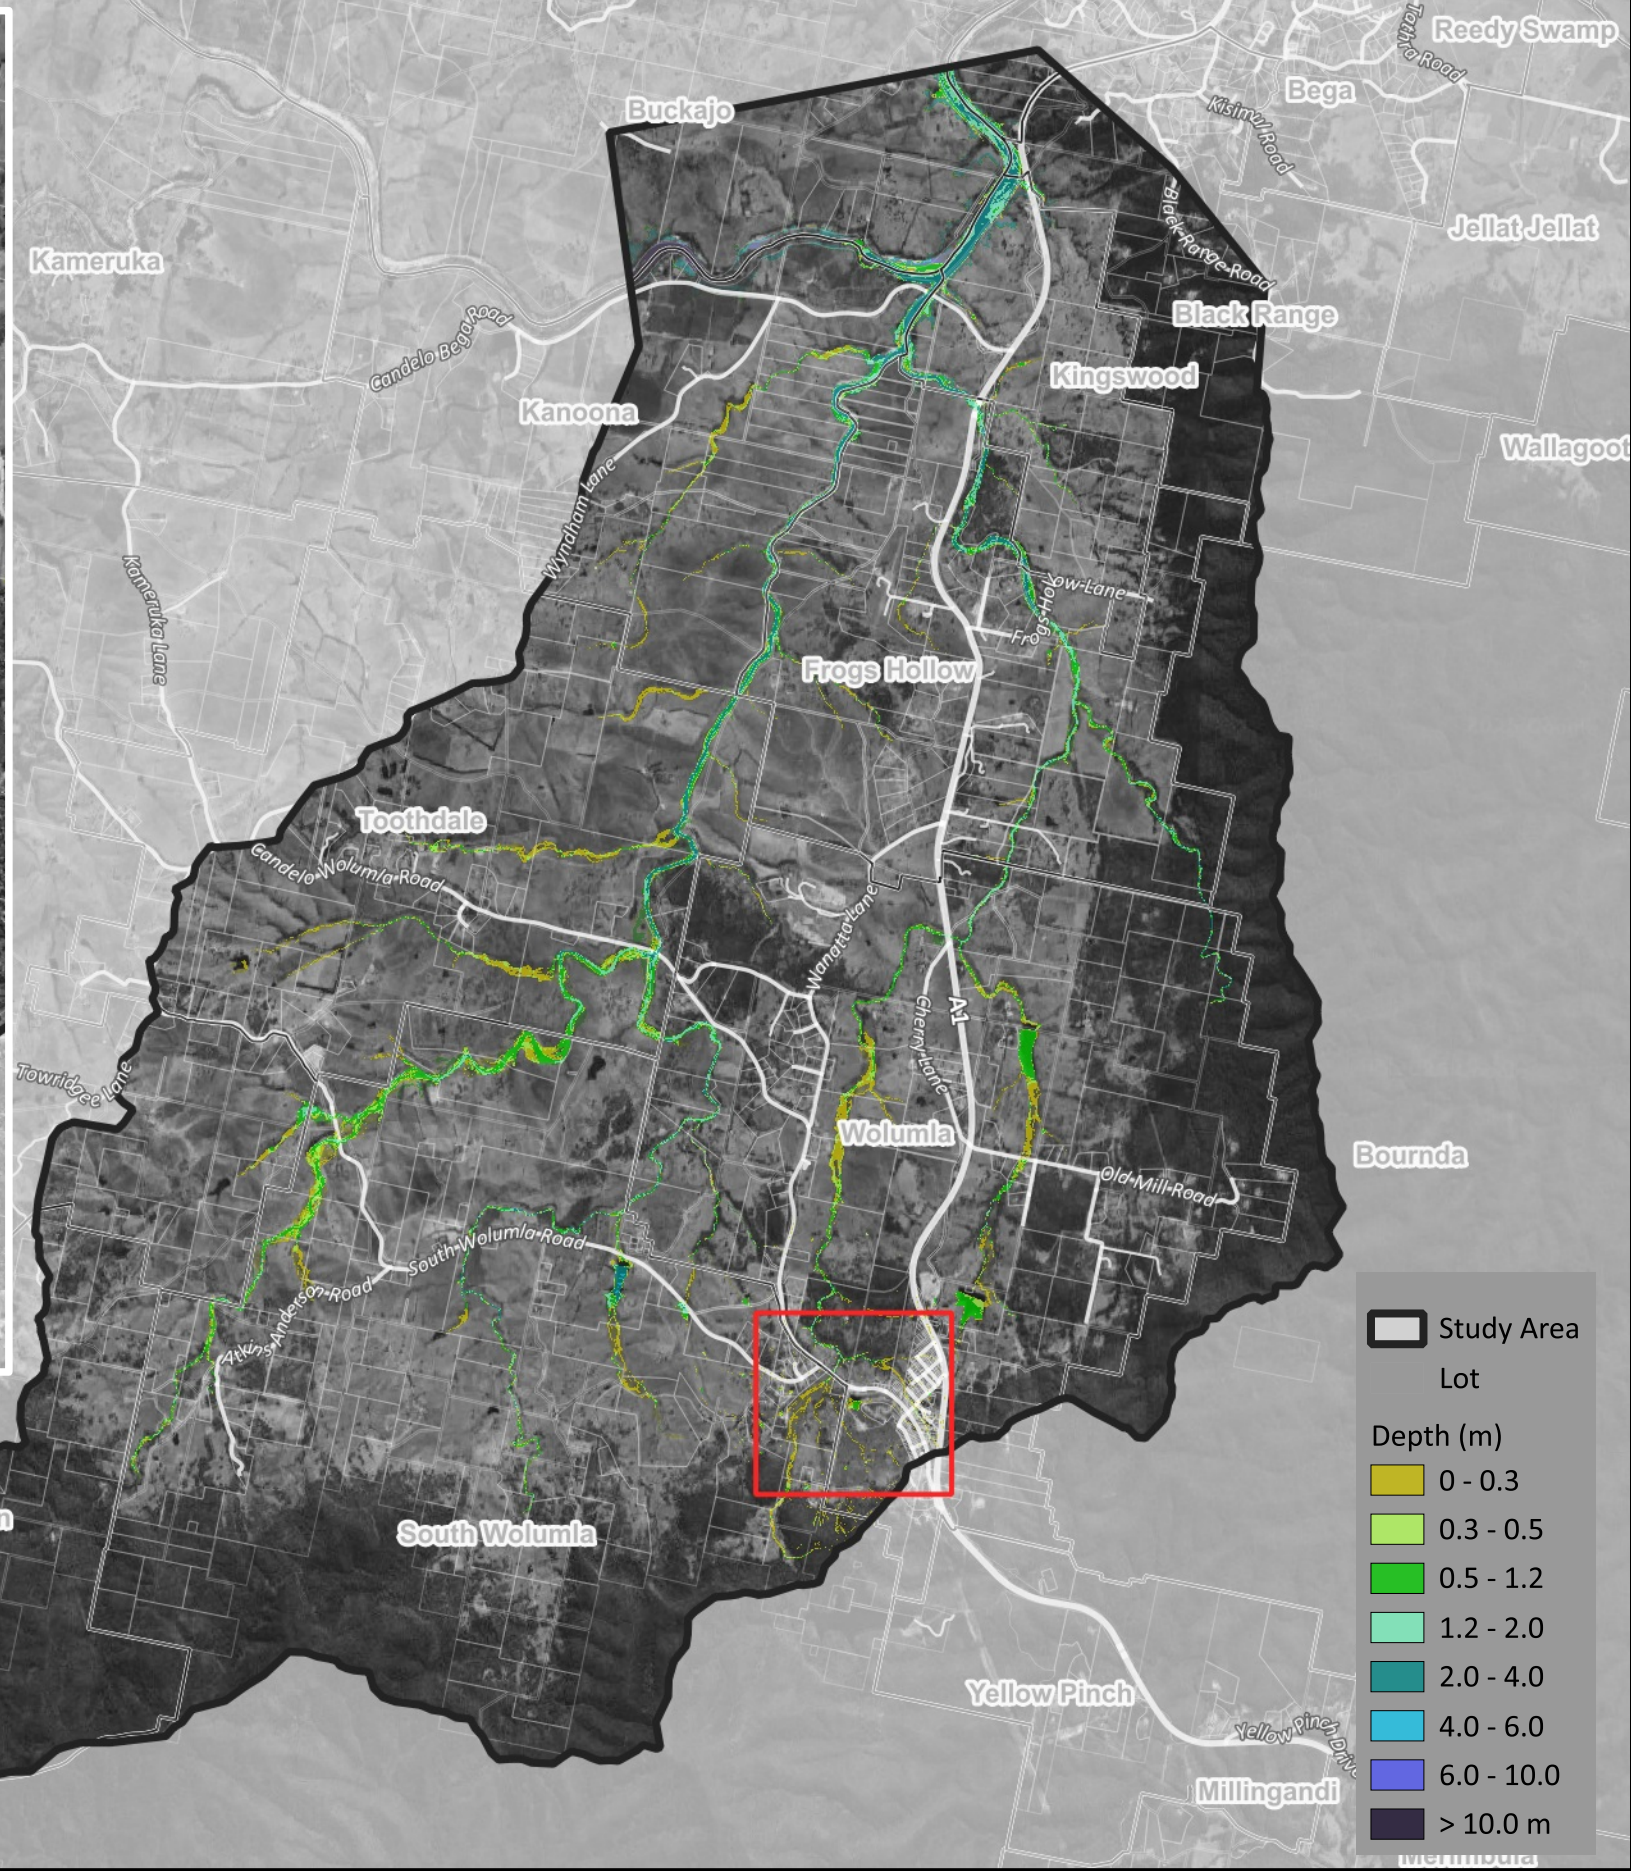 Reedy Swamp
Tathra Road
Bega
Buckajo
Kisimul Road
Jellat Jellat
Black Range Road
Kameruka
Candelo Bega Road
Black Range
Kingswood
Kanoona
Wallagoot
Wyndham Lane
Kameruka Lane
Frogs Hollow Lane
Frogs Hollow
Toothdale
Candelo Wolumla Road
Wanatta Lane
Cherry Lane
A1
Towridgee Lane
Wolumla
Bournda
Old Mill Road
South Wolumla Road
Atkins Anderson Road
Study Area
Lot
Depth (m)
0 - 0.3
0.3 - 0.5
0.5 - 1.2
1.2 - 2.0
2.0 - 4.0
4.0 - 6.0
6.0 - 10.0
> 10.0 m
n
South Wolumla
Yellow Pinch
Yellow Pinch Drive
Millingandi
Merimbula